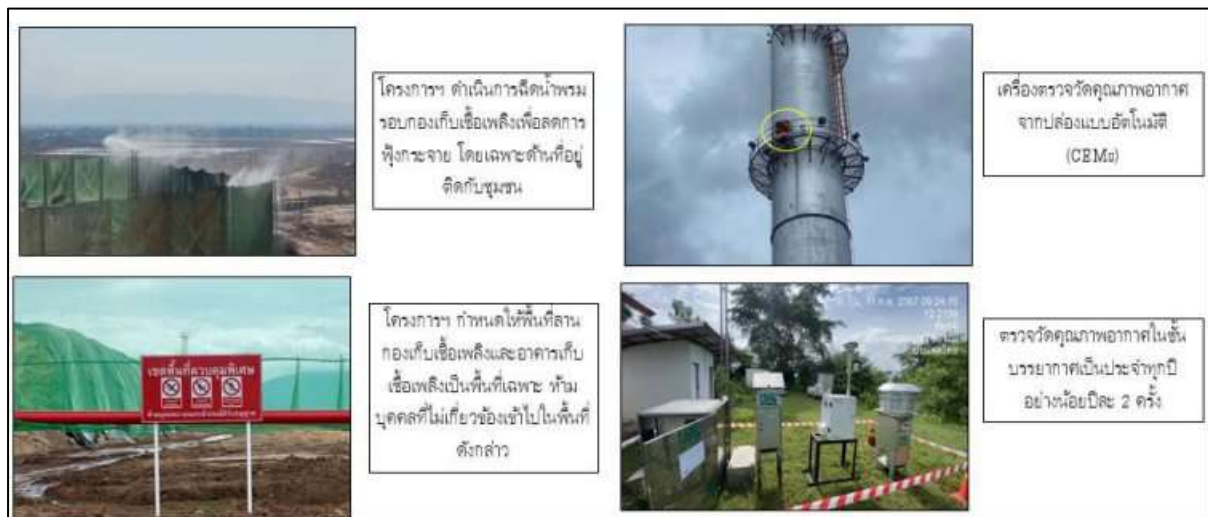 โครงการฯ ดำเนินการฉีดน้ำพรม
รอบกองเก็บเชื้อเพลิงเพื่อลดการ
ฟุ้งกระจาย โดยเฉพาะด้านที่อยู่
ติดกับชุมชน
เครื่องตรวจวัดคุณภาพอากาศ
จากปล่องแบบอัตโนมัติ
(CEMs)
เขตพื้นที่ควบคุมพิเศษ
โครงการฯ กำหนดให้พื้นที่ลาน
กองเก็บเชื้อเพลิงและอาคารเก็บ
เชื้อเพลิงเป็นพื้นที่เฉพาะ ห้าม
บุคคลที่ไม่เกี่ยวข้องเข้าไปในพื้นที่
ดังกล่าว
ตรวจวัดคุณภาพอากาศในชั้น
บรรยากาศเป็นประจำทุกปี
อย่างน้อยปีละ 2 ครั้ง